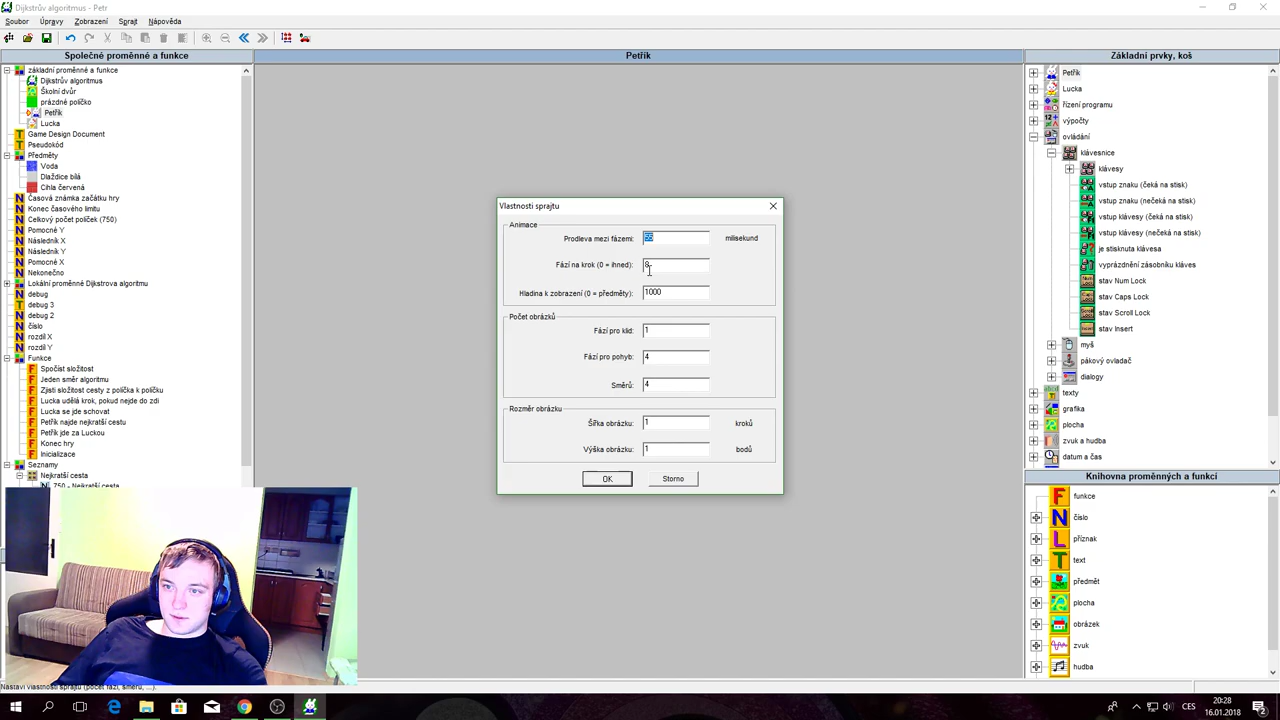 Dijkstrův algoritmus - Petr
Soubor Úpravy Zobrazení Sprajt Nápověda
Společné proměnné a funkce
základní proměnné a funkce
Dijkstrův algoritmus
Školní dvůr
prázdné políčko
Petřík
Lucka
Game Design Document
Pseudokód
Předměty
Voda
Dlaždice bílá
Cihla červená
Časová známka začátku hry
Konec časového limitu
Celkový počet políček (750)
Pomocné Y
Následník X
Následník Y
Pomocné X
Nekonečno
Lokální proměnné Dijkstrova algoritmu
debug
debug 3
debug 2
číslo
rozdíl X
rozdíl Y
Funkce
Spočíst složitost
Jeden směr algoritmu
Zjisti složitost cesty z políčka k políčku
Lucka udělá krok, pokud nejde do zdi
Lucka se jde schovat
Petřík najde nejkratší cestu
Petřík jde za Luckou
Konec hry
Inicializace
Seznamy
Nejkratší cesta
750 - Nejkratší cesta
Nastaví vlastnosti sprajtu (počet fází, směrů, ...).
Petřík
Vlastnosti sprajtu
Animace
Prodleva mezi fázemi: 55 milisekund
Fází na krok (0 = ihned): 8
Hladina k zobrazení (0 = předměty): 1000
Počet obrázků
Fází pro klid: 1
Fází pro pohyb: 4
Směrů: 4
Rozměr obrázku
Šířka obrázku: 1 kroků
Výška obrázku: 1 bodů
OK Storno
Základní prvky, koš
Petřík
Lucka
řízení programu
výpočty
ovládání
klávesnice
klávesy
vstup znaku (čeká na stisk)
vstup znaku (nečeká na stisk)
vstup klávesy (čeká na stisk)
vstup klávesy (nečeká na stisk)
je stisknuta klávesa
vyprázdnění zásobníku kláves
stav Num Lock
stav Caps Lock
stav Scroll Lock
stav Insert
myš
pákový ovladač
dialogy
texty
grafika
plocha
zvuk a hudba
datum a čas
Knihovna proměnných a funkcí
funkce
číslo
příznak
text
předmět
plocha
obrázek
zvuk
hudba
CES
20:28
16.01.2018